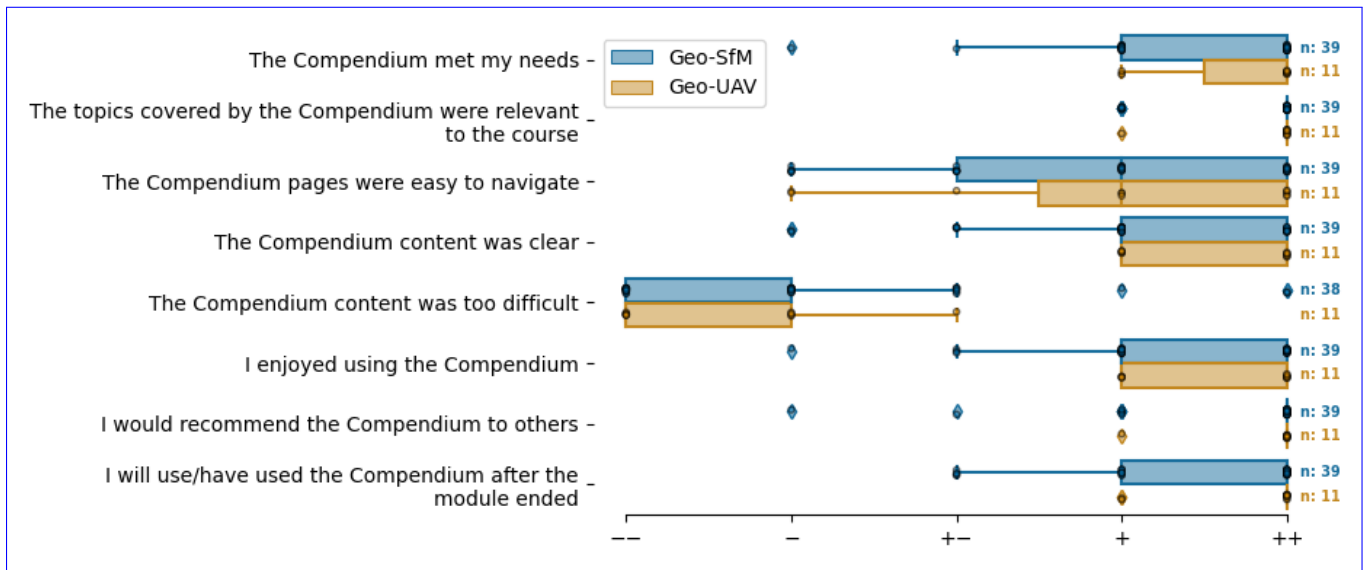 Geo-SfM
Geo-UAV
The Compendium met my needs
n: 39
n: 11
The topics covered by the Compendium were relevant
to the course
n: 39
n: 11
The Compendium pages were easy to navigate
n: 39
n: 11
The Compendium content was clear
n: 39
n: 11
The Compendium content was too difficult
n: 38
n: 11
I enjoyed using the Compendium
n: 39
n: 11
I would recommend the Compendium to others
n: 39
n: 11
I will use/have used the Compendium after the
module ended
n: 39
n: 11
−− − +− + ++